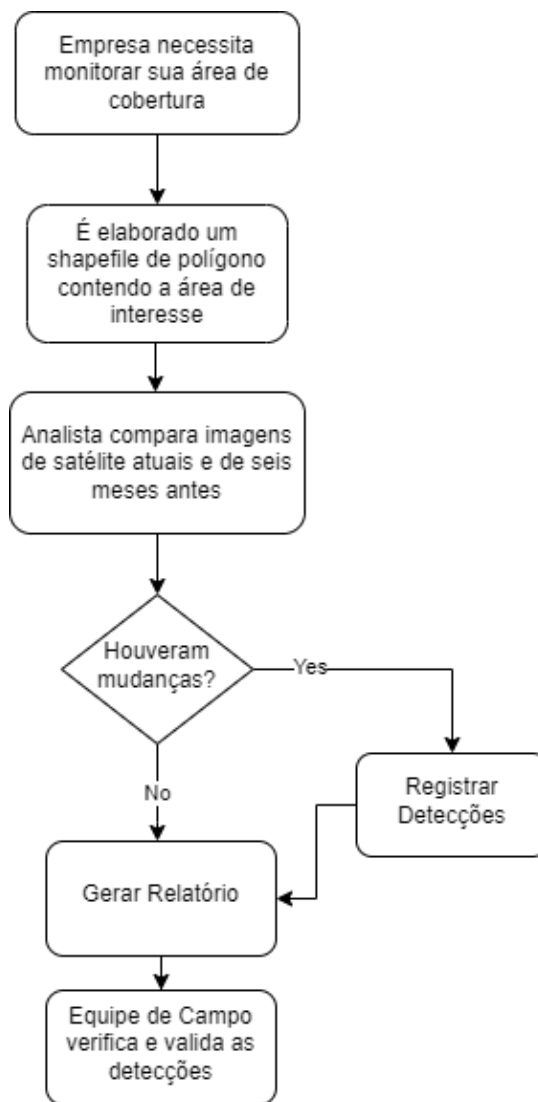 Empresa necessita
monitorar sua área de
cobertura
É elaborado um
shapefile de polígono
contendo a área de
interesse
Analista compara imagens
de satélite atuais e de seis
meses antes
Houveram
mudanças?
Yes
Registrar
Detecções
No
Gerar Relatório
Equipe de Campo
verifica e valida as
detecções